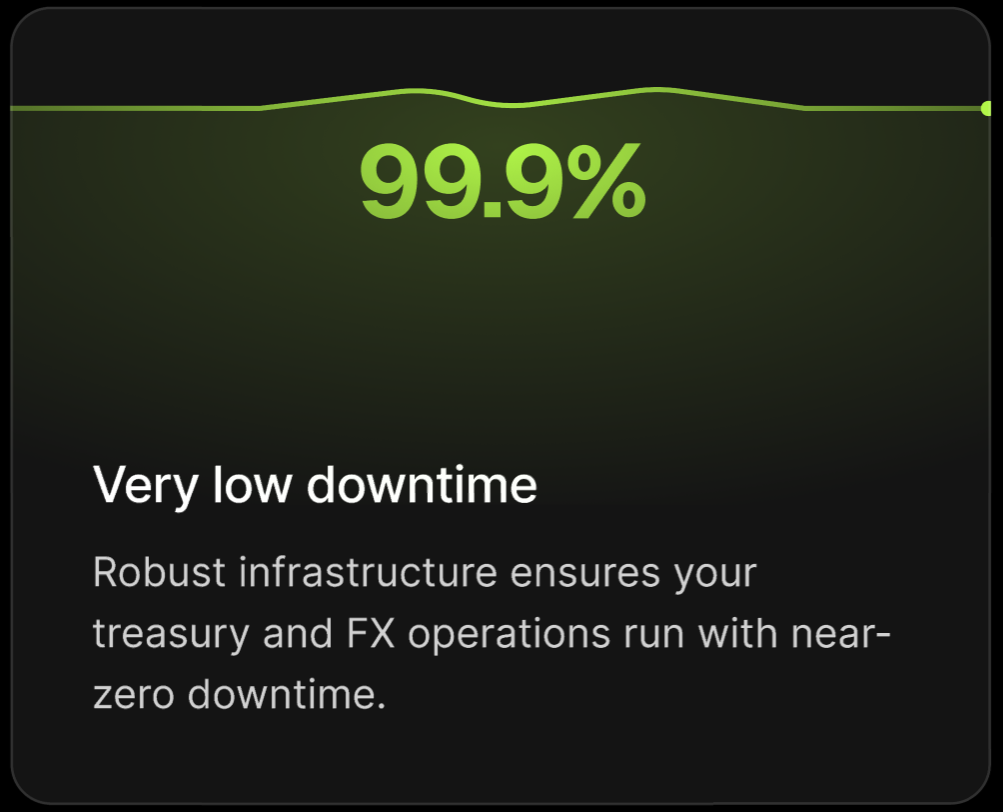 99.9%
Very low downtime
Robust infrastructure ensures your
treasury and FX operations run with near-
zero downtime.